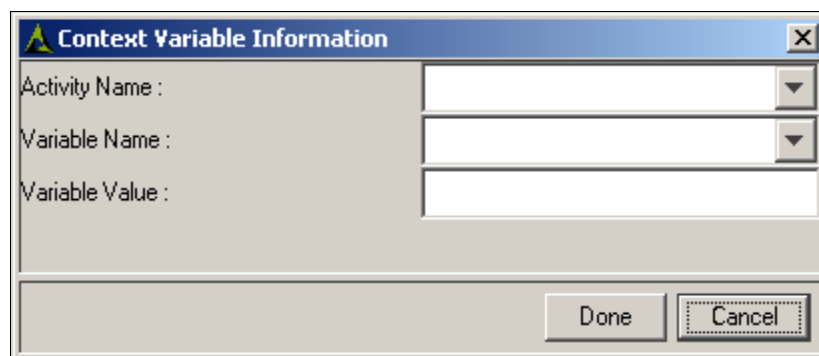 Context Variable Information
Activity Name :
Variable Name :
Variable Value :
Done Cancel